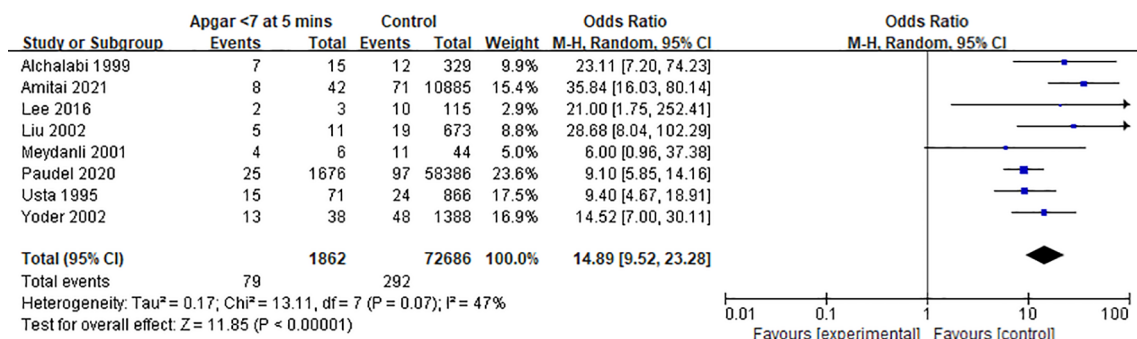 Apgar <7 at 5 mins Control Odds Ratio Odds Ratio
Study or Subgroup Events Total Events Total Weight M-H, Random, 95% CI M-H, Random, 95% CI
Alchalabi 1999 7 15 12 329 9.9% 23.11 [7.20, 74.23]
Amitai 2021 8 42 71 10885 15.4% 35.84 [16.03, 80.14]
Lee 2016 2 3 10 115 2.9% 21.00 [1.75, 252.41]
Liu 2002 5 11 19 673 8.8% 28.68 [8.04, 102.29]
Meydanli 2001 4 6 11 44 5.0% 6.00 [0.96, 37.38]
Paudel 2020 25 1676 97 58386 23.6% 9.10 [5.85, 14.16]
Usta 1995 15 71 24 866 17.5% 9.40 [4.67, 18.91]
Yoder 2002 13 38 48 1388 16.9% 14.52 [7.00, 30.11]
Total (95% CI) 1862 72686 100.0% 14.89 [9.52, 23.28]
Total events 79 292
Heterogeneity: Tau² = 0.17; Chi² = 13.11, df = 7 (P = 0.07); I² = 47%
Test for overall effect: Z = 11.85 (P < 0.00001)
0.01 0.1 1 10 100
Favours [experimental] Favours [control]